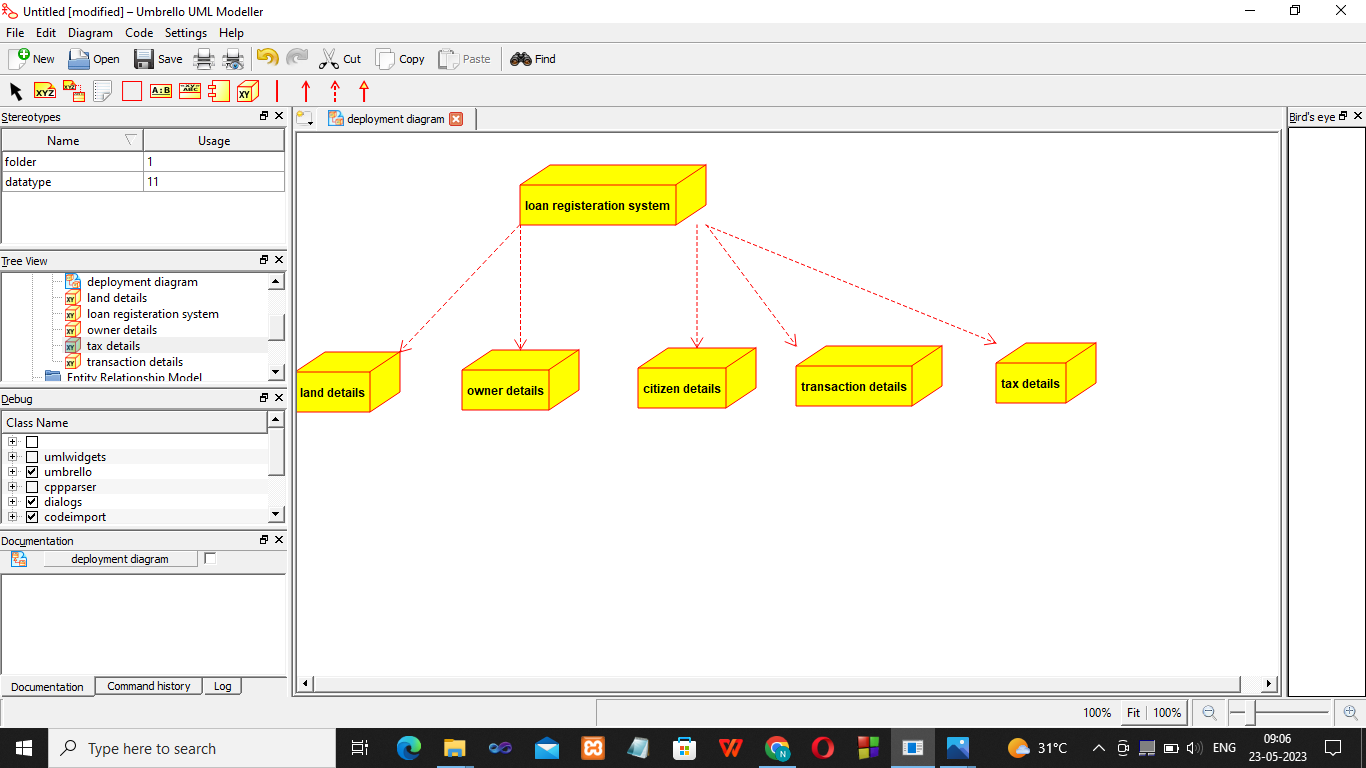 Untitled [modified] – Umbrello UML Modeller
File Edit Diagram Code Settings Help
New Open Save Cut Copy Paste Find
XYZ XYZ A:B ABC XY
Stereotypes
Name Usage
folder 1
datatype 11
Tree View
deployment diagram
land details
loan registeration system
owner details
tax details
transaction details
Entity Relationship Model
Debug
Class Name
umlwidgets
umbrello
cppparser
dialogs
codeimport
Documentation
deployment diagram
Documentation Command history Log
deployment diagram
loan registeration system
land details
owner details
citizen details
transaction details
tax details
Bird's eye
100% Fit 100%
Type here to search
31°C
ENG
09:06
23-05-2023